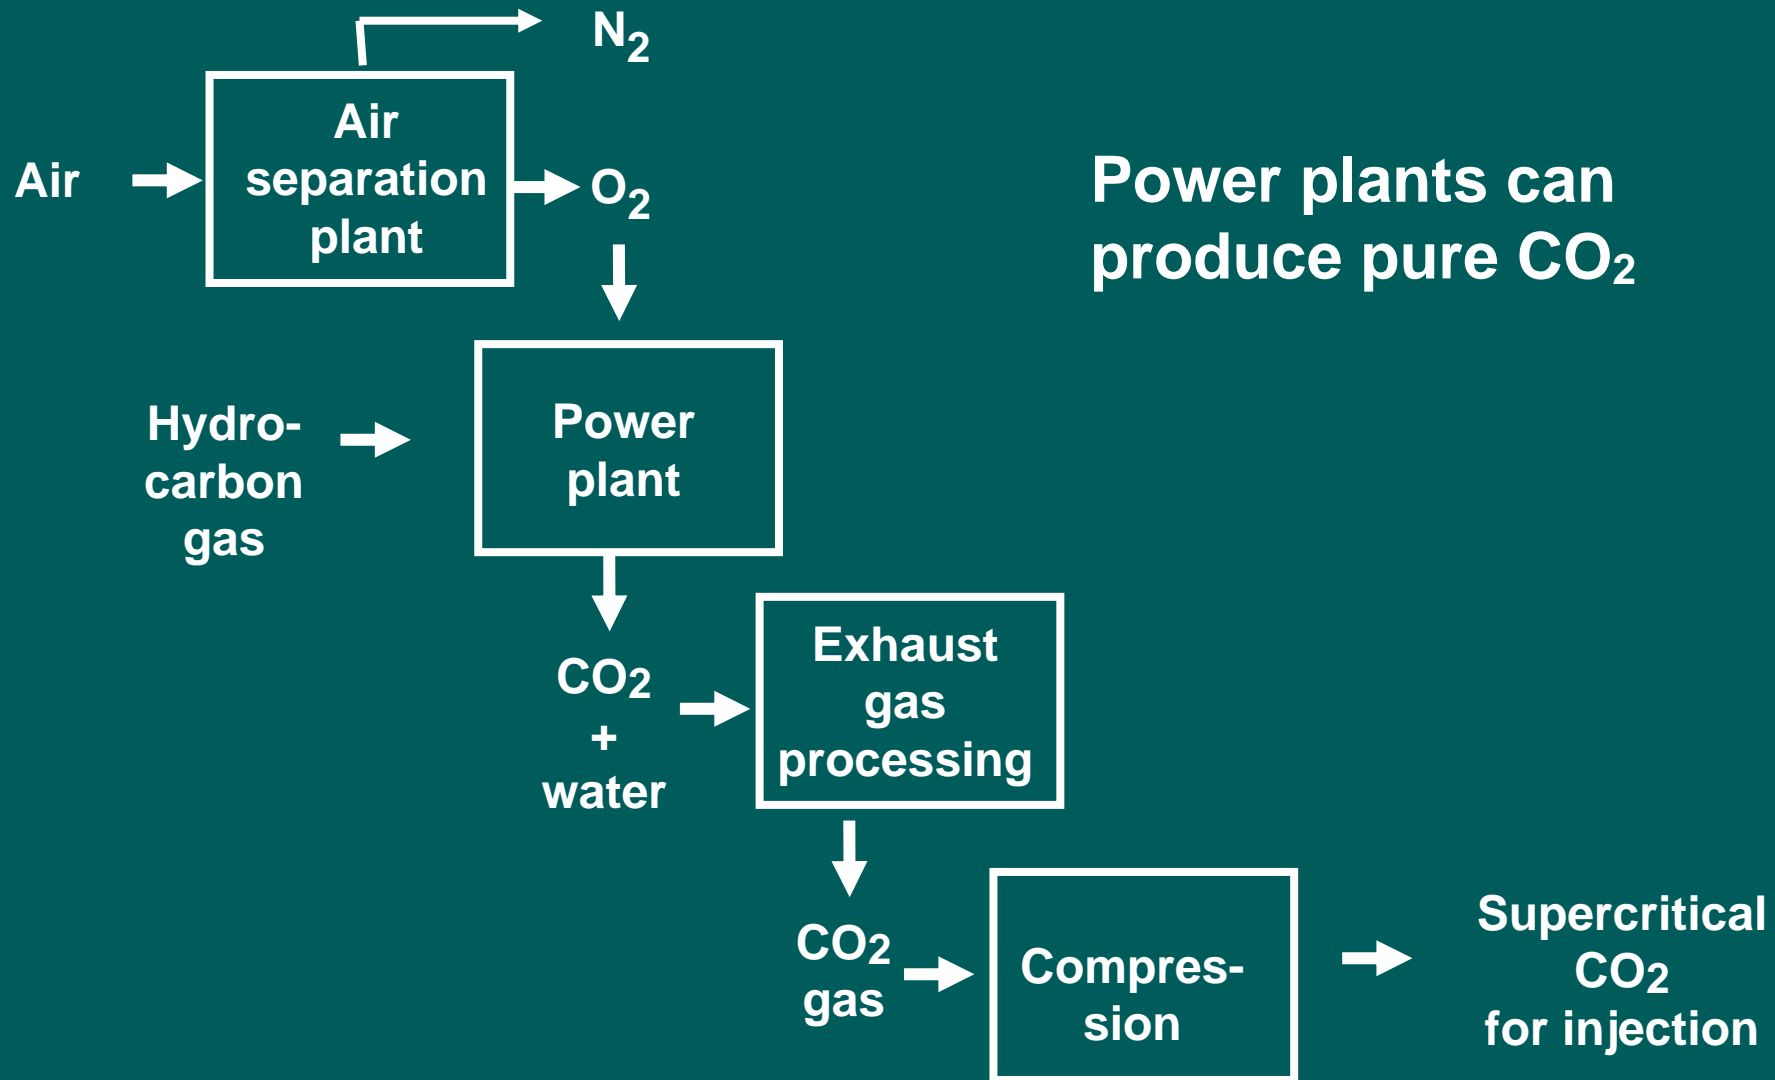 N₂
Air
Air
separation
plant
O₂
Power plants can
produce pure CO₂
Hydro-
carbon
gas
Power
plant
CO₂
+
water
Exhaust
gas
processing
CO₂
gas
Compres-
sion
Supercritical
CO₂
for injection